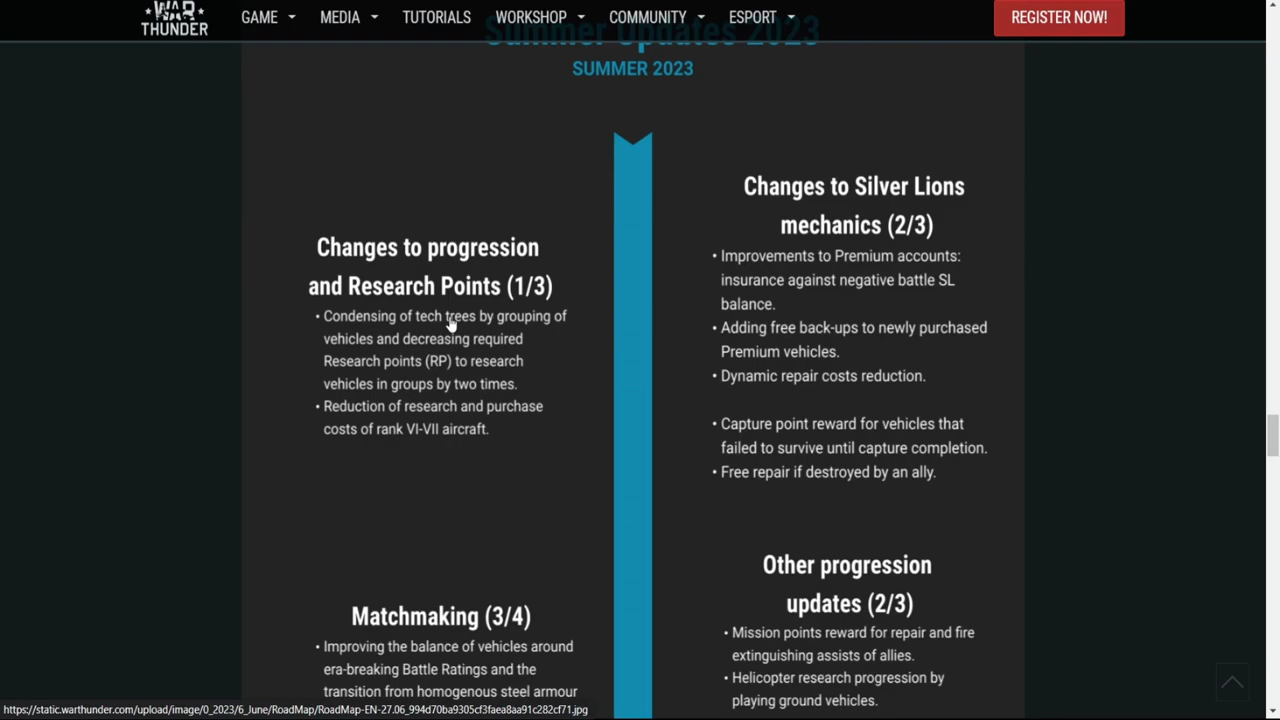 WAR
THUNDER
GAME
MEDIA
TUTORIALS
WORKSHOP
COMMUNITY
ESPORT
REGISTER NOW!
Summer Updates 2023
SUMMER 2023
Changes to progression
and Research Points (1/3)
• Condensing of tech trees by grouping of
vehicles and decreasing required
Research points (RP) to research
vehicles in groups by two times.
• Reduction of research and purchase
costs of rank VI-VII aircraft.
Changes to Silver Lions
mechanics (2/3)
• Improvements to Premium accounts:
insurance against negative battle SL
balance.
• Adding free back-ups to newly purchased
Premium vehicles.
• Dynamic repair costs reduction.
• Capture point reward for vehicles that
failed to survive until capture completion.
• Free repair if destroyed by an ally.
Matchmaking (3/4)
• Improving the balance of vehicles around
era-breaking Battle Ratings and the
transition from homogenous steel armour
Other progression
updates (2/3)
• Mission points reward for repair and fire
extinguishing assists of allies.
• Helicopter research progression by
playing ground vehicles.
https://static.warthunder.com/upload/image/0_2023/6_June/RoadMap/RoadMap-EN-27.06_994d70ba9305cf3faea8aa91c282cf71.jpg